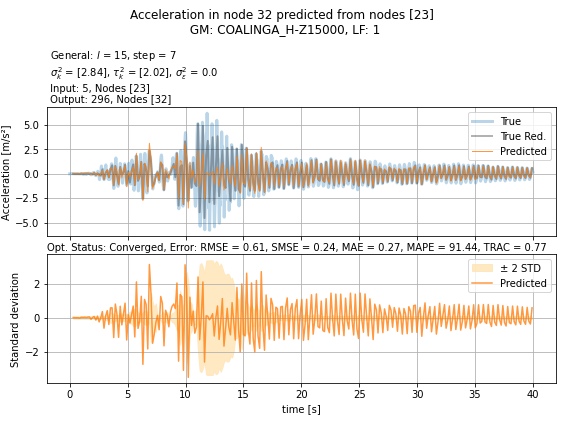 Acceleration in node 32 predicted from nodes [23]
GM: COALINGA_H-Z15000, LF: 1
General: l = 15, step = 7
σ²ₖ = [2.84], τ²ₖ = [2.02], σ²ε = 0.0
Input: 5, Nodes [23]
Output: 296, Nodes [32]
True
True Red.
Predicted
5.0
2.5
0.0
−2.5
−5.0
Acceleration [m/s²]
Opt. Status: Converged, Error: RMSE = 0.61, SMSE = 0.24, MAE = 0.27, MAPE = 91.44, TRAC = 0.77
± 2 STD
Predicted
2
0
−2
Standard deviation
0 5 10 15 20 25 30 35 40
time [s]